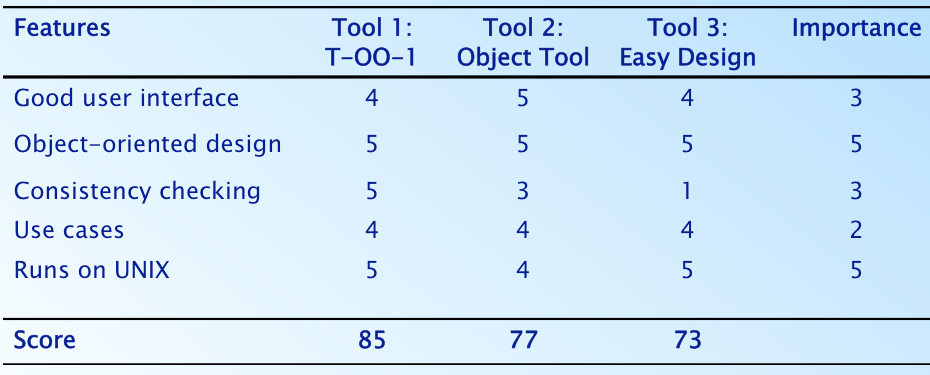 Features Tool 1: Tool 2: Tool 3: Importance
T-OO-1 Object Tool Easy Design
Good user interface 4 5 4 3
Object-oriented design 5 5 5 5
Consistency checking 5 3 1 3
Use cases 4 4 4 2
Runs on UNIX 5 4 5 5
Score 85 77 73